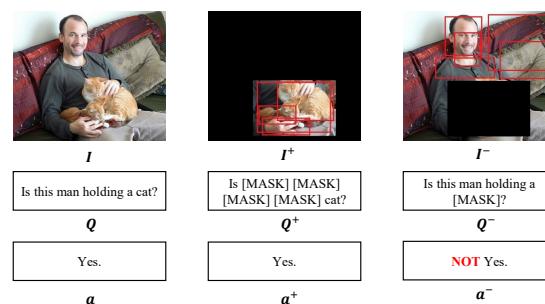 I
I⁺
I⁻
Is this man holding a cat?
Is [MASK] [MASK]
[MASK] [MASK] cat?
Is this man holding a
[MASK]?
Q
Q⁺
Q⁻
Yes.
Yes.
NOT Yes.
a
a⁺
a⁻